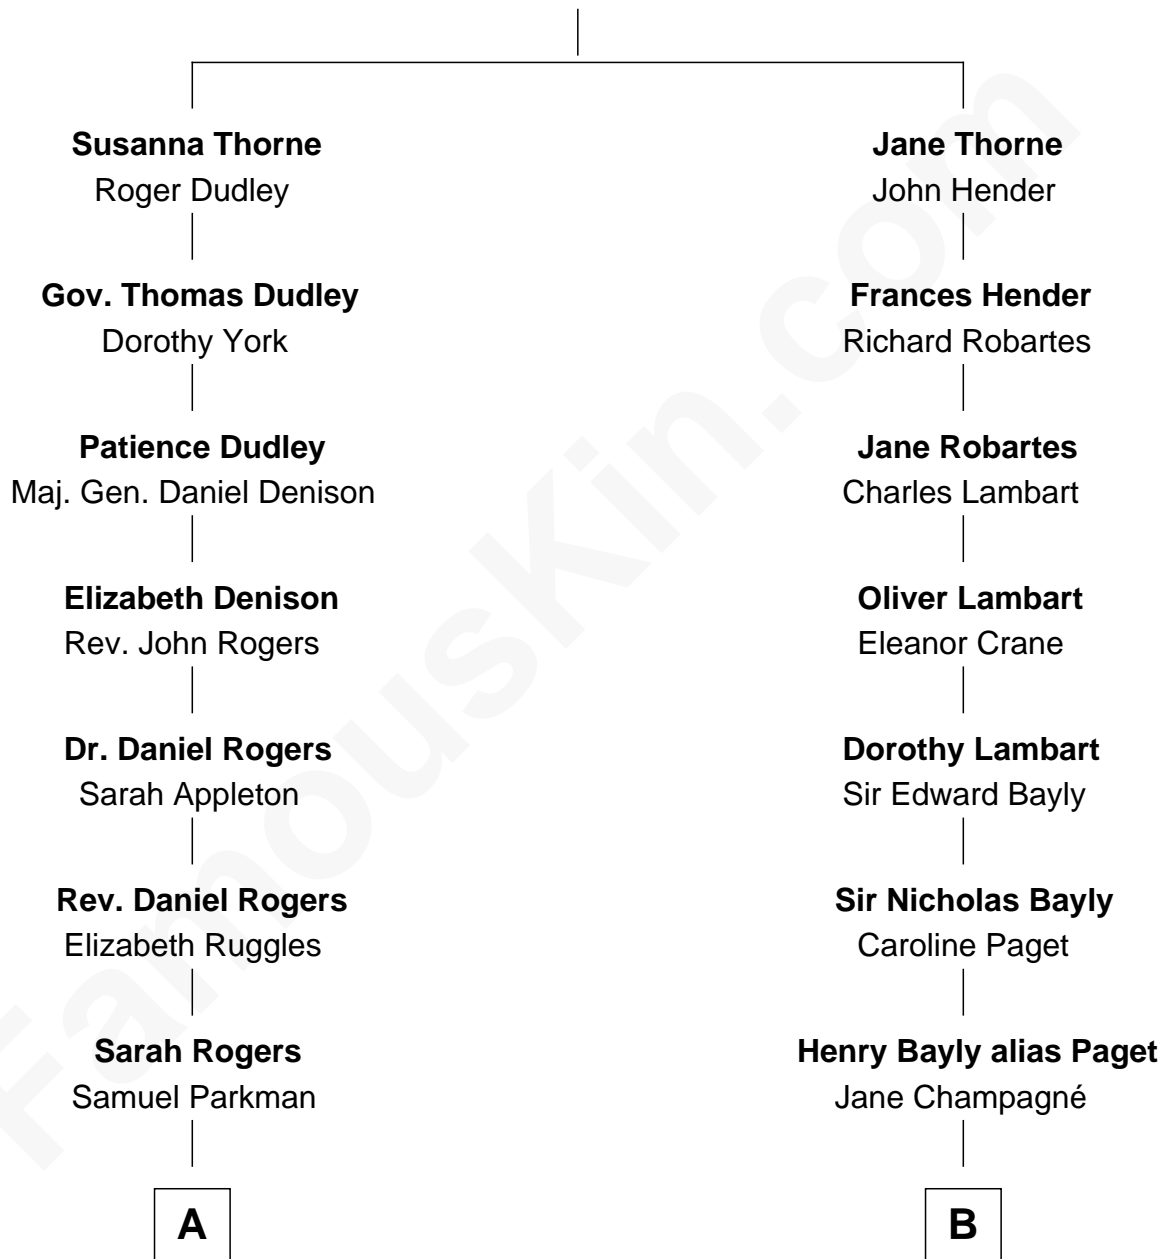 Susanna Thorne
Roger Dudley
Gov. Thomas Dudley
Dorothy York
Patience Dudley
Maj. Gen. Daniel Denison
Elizabeth Denison
Rev. John Rogers
Dr. Daniel Rogers
Sarah Appleton
Rev. Daniel Rogers
Elizabeth Ruggles
Sarah Rogers
Samuel Parkman
A
Jane Thorne
John Hender
Frances Hender
Richard Robartes
Jane Robartes
Charles Lambart
Oliver Lambart
Eleanor Crane
Dorothy Lambart
Sir Edward Bayly
Sir Nicholas Bayly
Caroline Paget
Henry Bayly alias Paget
Jane Champagné
B
FamousKin.com